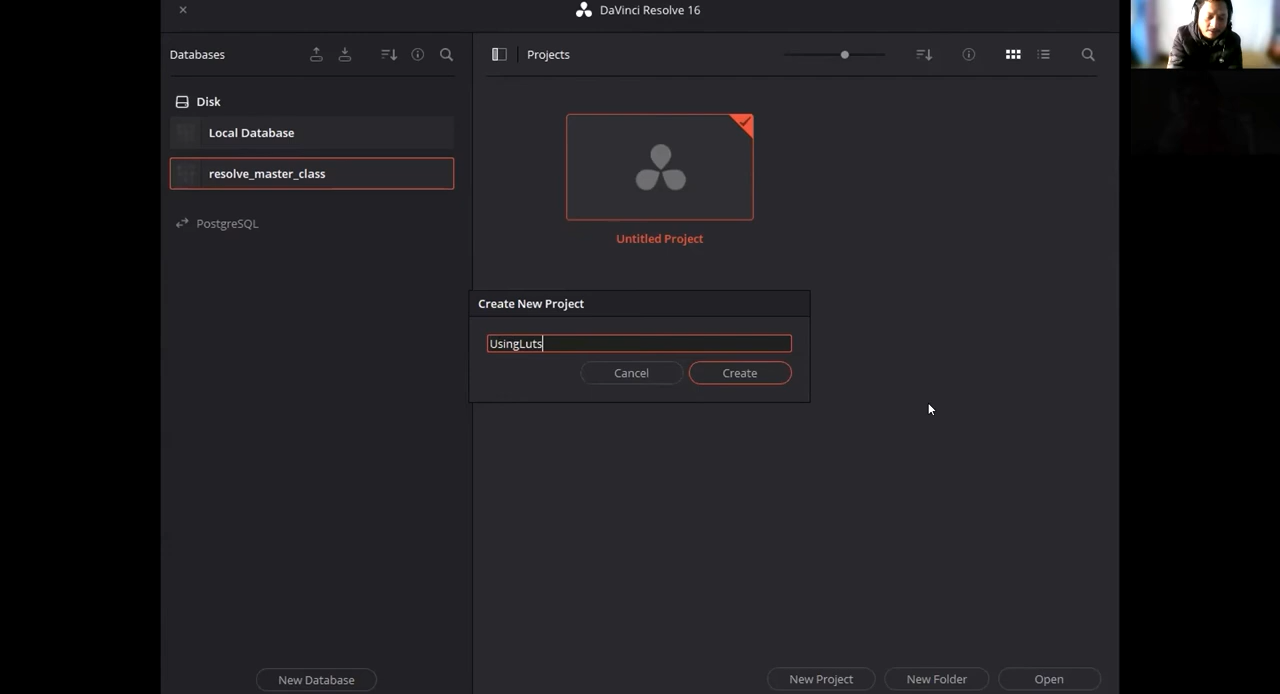 DaVinci Resolve 16
Databases
Projects
Disk
Local Database
resolve_master_class
PostgreSQL
Untitled Project
Create New Project
UsingLuts
Cancel
Create
New Database
New Project
New Folder
Open